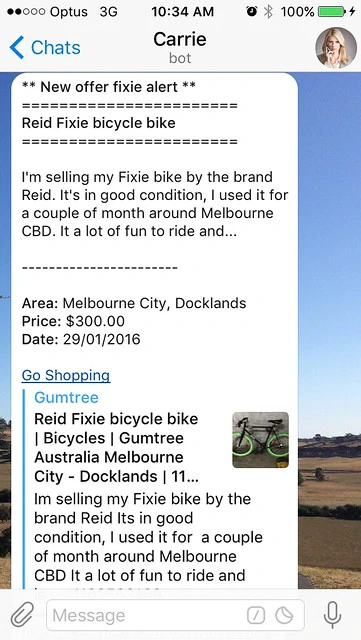 Optus 3G 10:34 AM 100%
Chats
Carrie
bot
** New offer fixie alert **
=======================
Reid Fixie bicycle bike
=======================
I'm selling my Fixie bike by the brand
Reid. It's in good condition, I used it for
a couple of month around Melbourne
CBD. It a lot of fun to ride and...
-----------------------
Area: Melbourne City, Docklands
Price: $300.00
Date: 29/01/2016
Go Shopping
Gumtree
Reid Fixie bicycle bike
| Bicycles | Gumtree
Australia Melbourne
City - Docklands | 11...
Im selling my Fixie bike by the
brand Reid Its in good
condition, I used it for a couple
of month around Melbourne
CBD It a lot of fun to ride and
Message